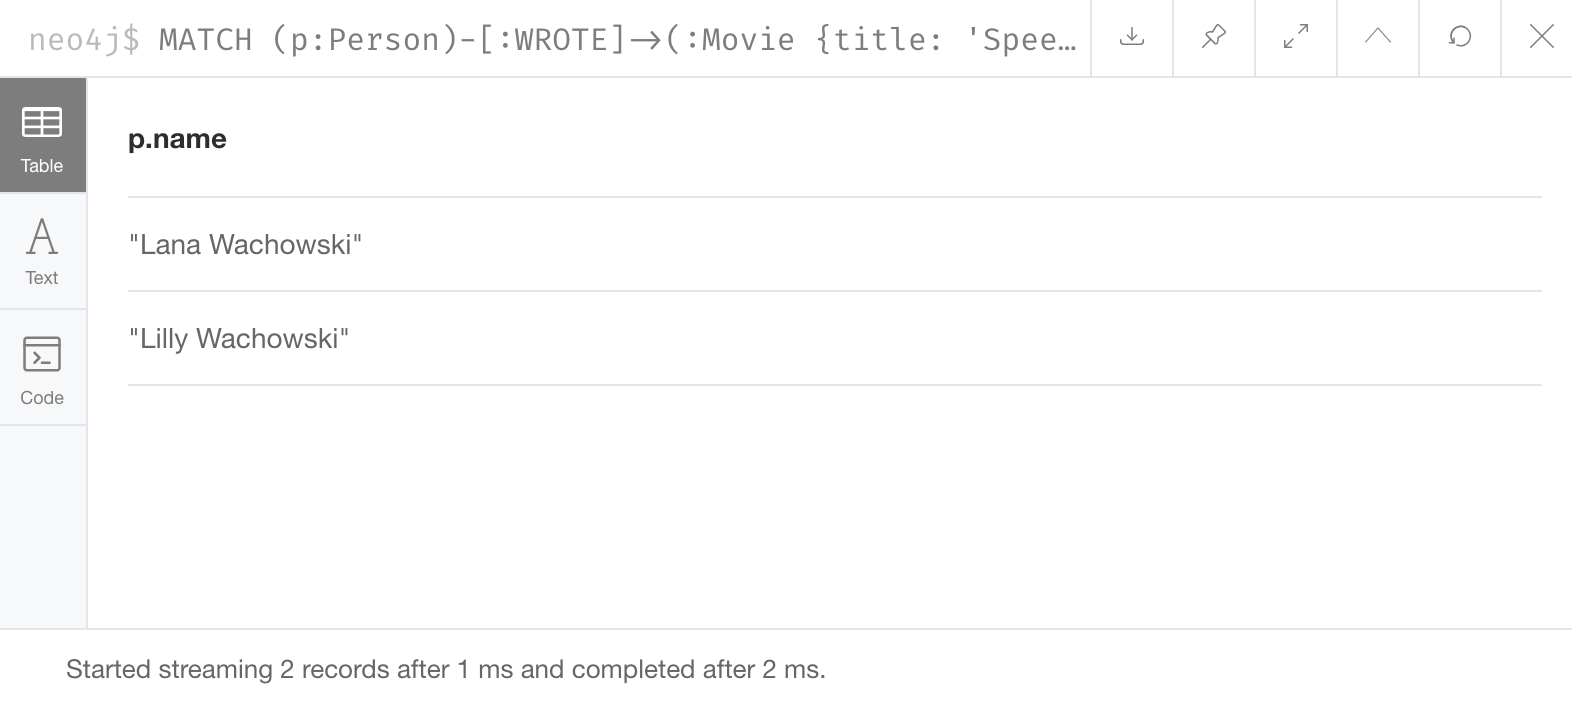 neo4j$ MATCH (p:Person)-[:WROTE]->(:Movie {title: 'Spee…
Table
p.name
"Lana Wachowski"
Text
"Lilly Wachowski"
Code
Started streaming 2 records after 1 ms and completed after 2 ms.